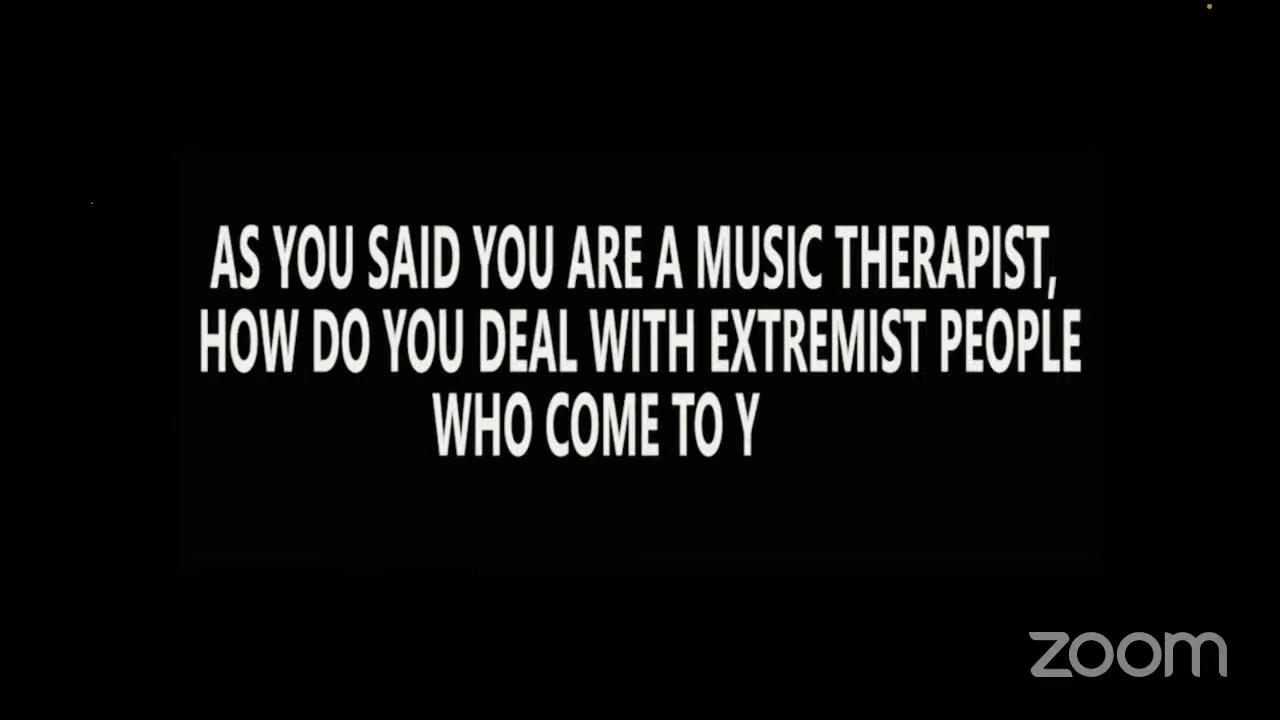 AS YOU SAID YOU ARE A MUSIC THERAPIST,
HOW DO YOU DEAL WITH EXTREMIST PEOPLE
WHO COME TO Y
zoom